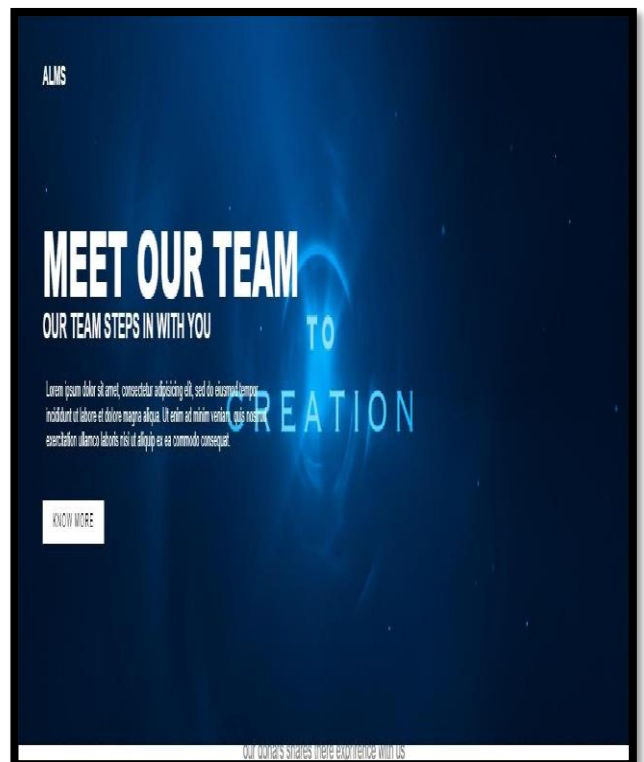 ALMS
MEET OUR TEAM
OUR TEAM STEPS IN WITH YOU
TO
CREATION
Lorem ipsum dolor sit amet, consectetur adipisicing elit, sed do eiusmod tempor
incididunt ut labore et dolore magna aliqua. Ut enim ad minim veniam, quis nostrud
exercitation ullamco laboris nisi ut aliquip ex ea commodo consequat.
KNOW MORE
our donars shares there exprirence with us